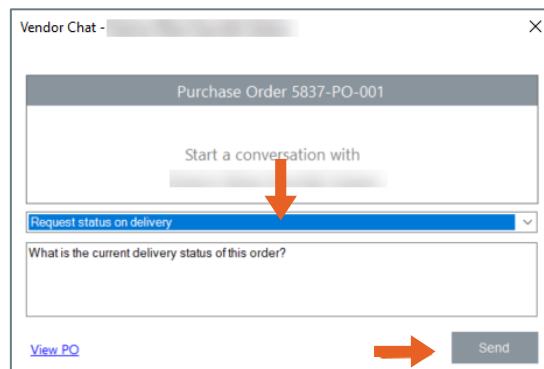 Vendor Chat -
Purchase Order 5837-PO-001
Start a conversation with
Request status on delivery
What is the current delivery status of this order?
View PO
Send